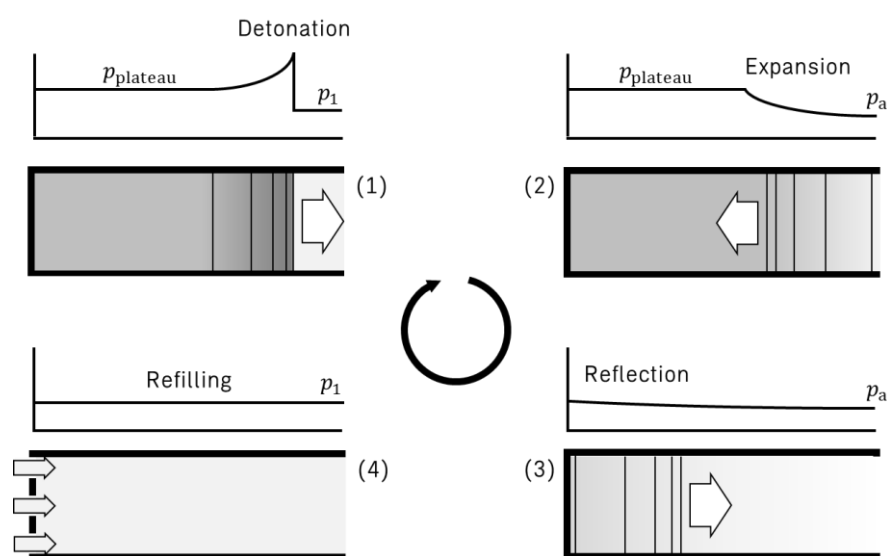 Detonation
p_plateau
p_1
(1)
Expansion
p_plateau
p_a
(2)
Refilling
p_1
(4)
Reflection
p_a
(3)